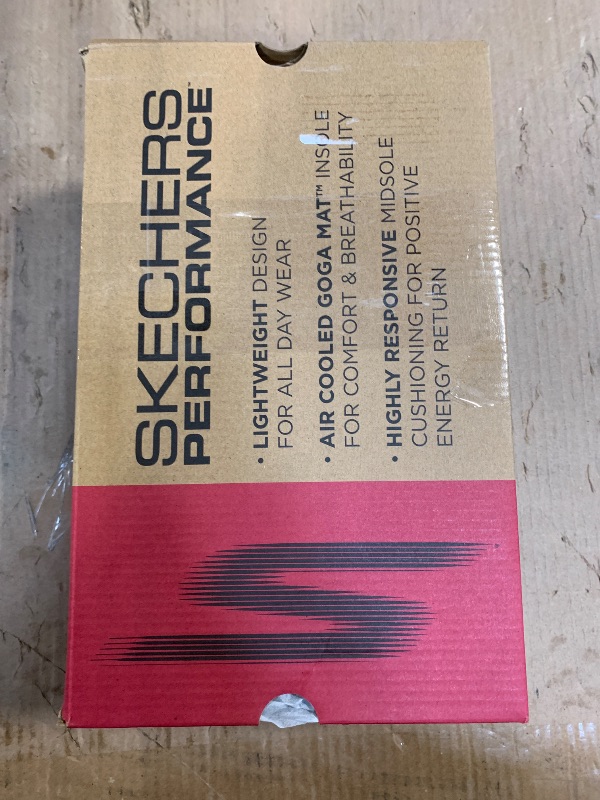 SKECHERS
PERFORMANCE™
• LIGHTWEIGHT DESIGN
FOR ALL DAY WEAR
• AIR COOLED GOGA MAT™ INSOLE
FOR COMFORT & BREATHABILITY
• HIGHLY RESPONSIVE MIDSOLE
CUSHIONING FOR POSITIVE
ENERGY RETURN
S